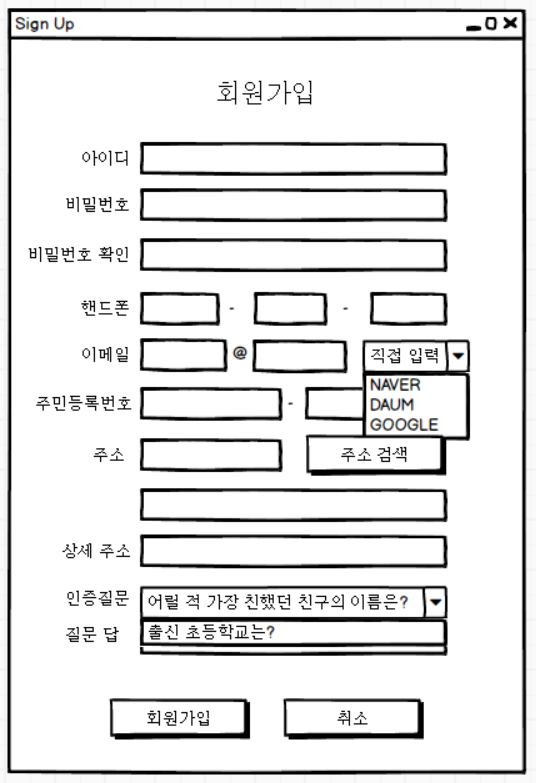 Sign Up
회원가입
아이디
비밀번호
비밀번호 확인
핸드폰 - -
이메일 @ 직접 입력
NAVER
DAUM
GOOGLE
주민등록번호 -
주소 주소 검색
상세 주소
인증질문 어릴 적 가장 친했던 친구의 이름은?
질문 답 출신 초등학교는?
회원가입 취소